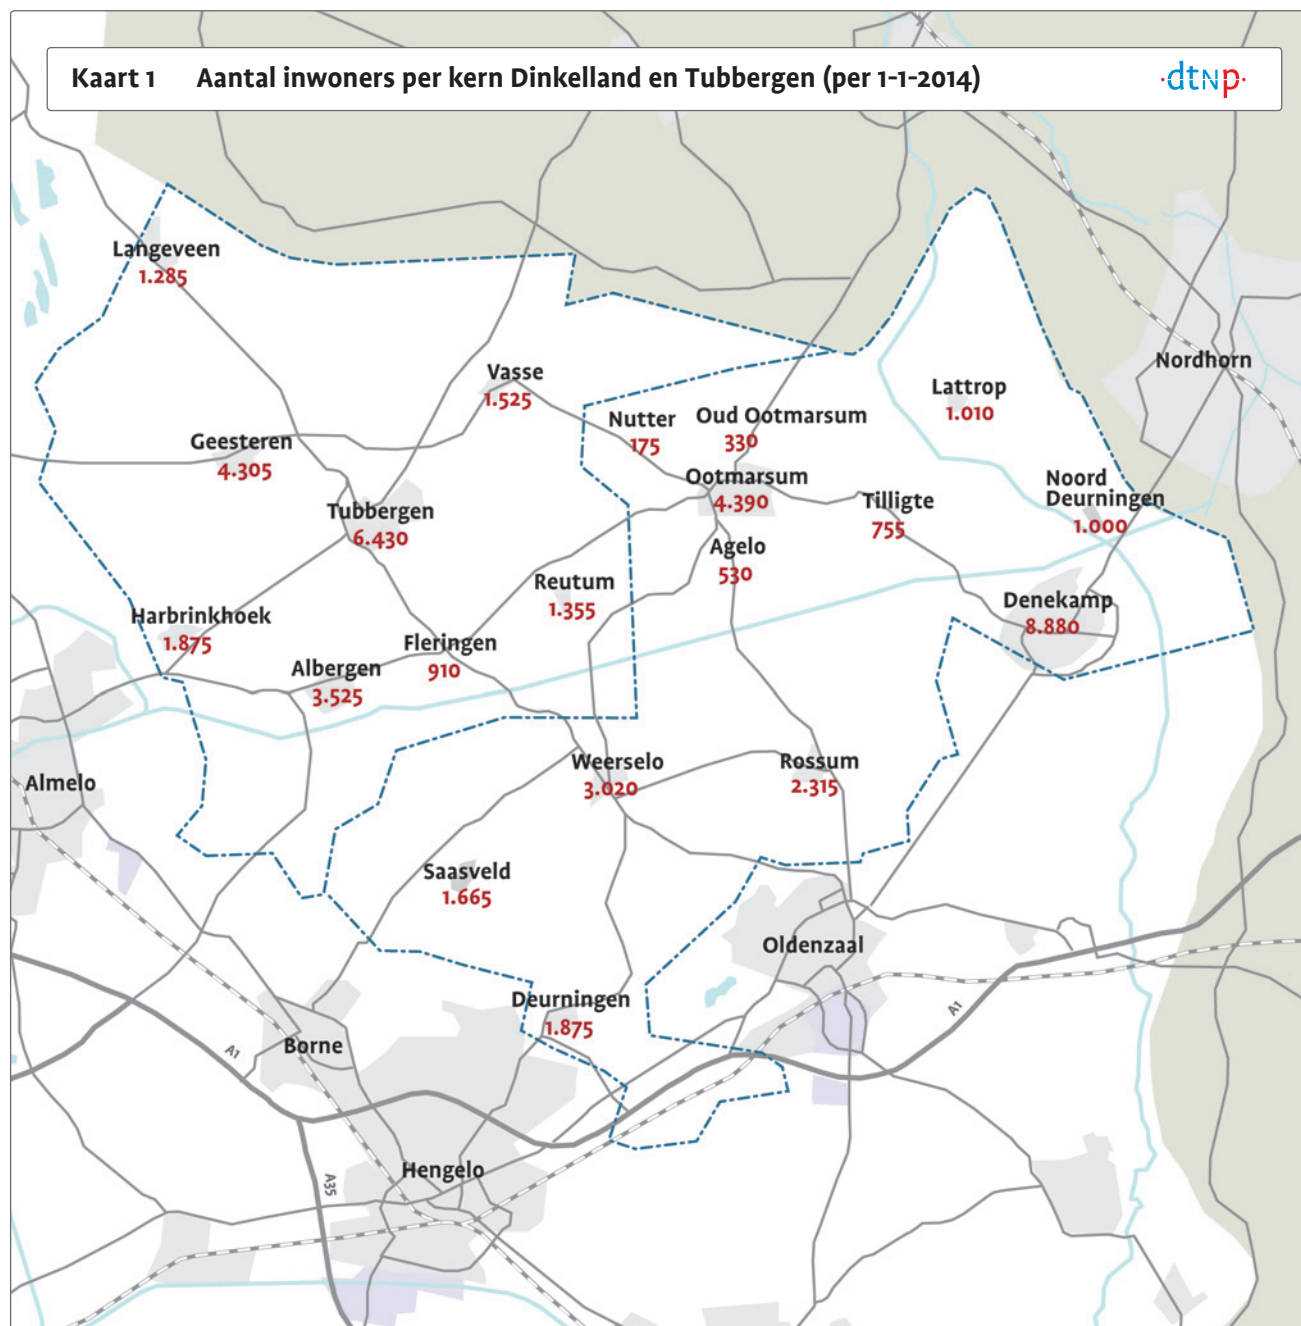 Kaart 1 Aantal inwoners per kern Dinkelland en Tubbergen (per 1-1-2014)
·dtnp·
Langeveen
1.285
Nordhorn
Vasse
1.525
Lattrop
1.010
Nutter
175
Oud Ootmarsum
330
Geesteren
4.305
Ootmarsum
4.390
Noord
Deurningen
1.000
Tilligte
755
Tubbergen
6.430
Agelo
530
Reutum
1.355
Denekamp
8.880
Harbrinkhoek
1.875
Fleringen
910
Albergen
3.525
Weerselo
3.020
Rossum
2.315
Almelo
Saasveld
1.665
Oldenzaal
Deurningen
1.875
A1
Borne
A1
Hengelo
A35